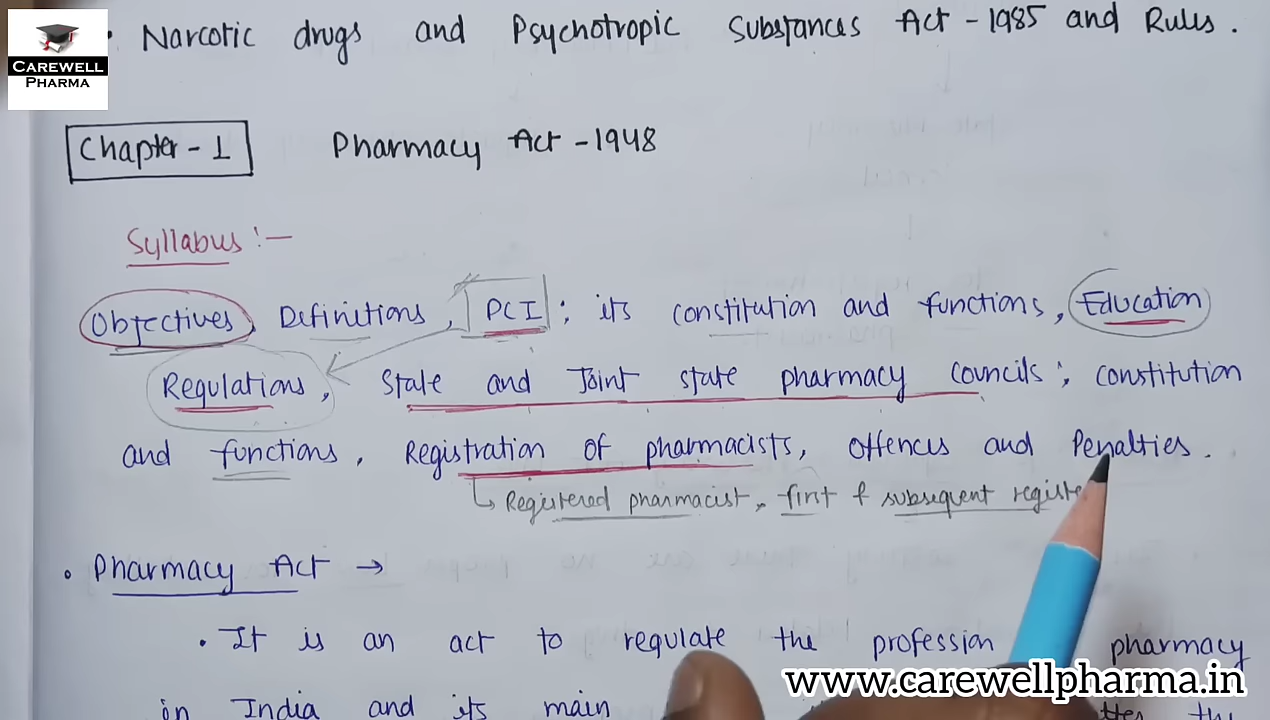 CAREWELL
PHARMA
• Narcotic drugs and Psychotropic Substances Act - 1985 and Rules.
Chapter - 1 Pharmacy Act - 1948
Syllabus :-
Objectives, Definitions, PCI ; its constitution and functions, Education
Regulations, State and Joint state pharmacy councils ; constitution
and functions, Registration of pharmacists, offences and Penalties.
Registered pharmacist, first & subsequent
• Pharmacy Act →
• It is an act to regulate the profession pharmacy
in India and its main the
www.carewellpharma.in